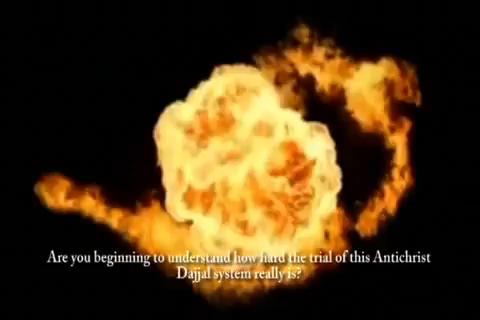 Are you beginning to understand how hard the trial of this Antichrist
Dajjal system really is?